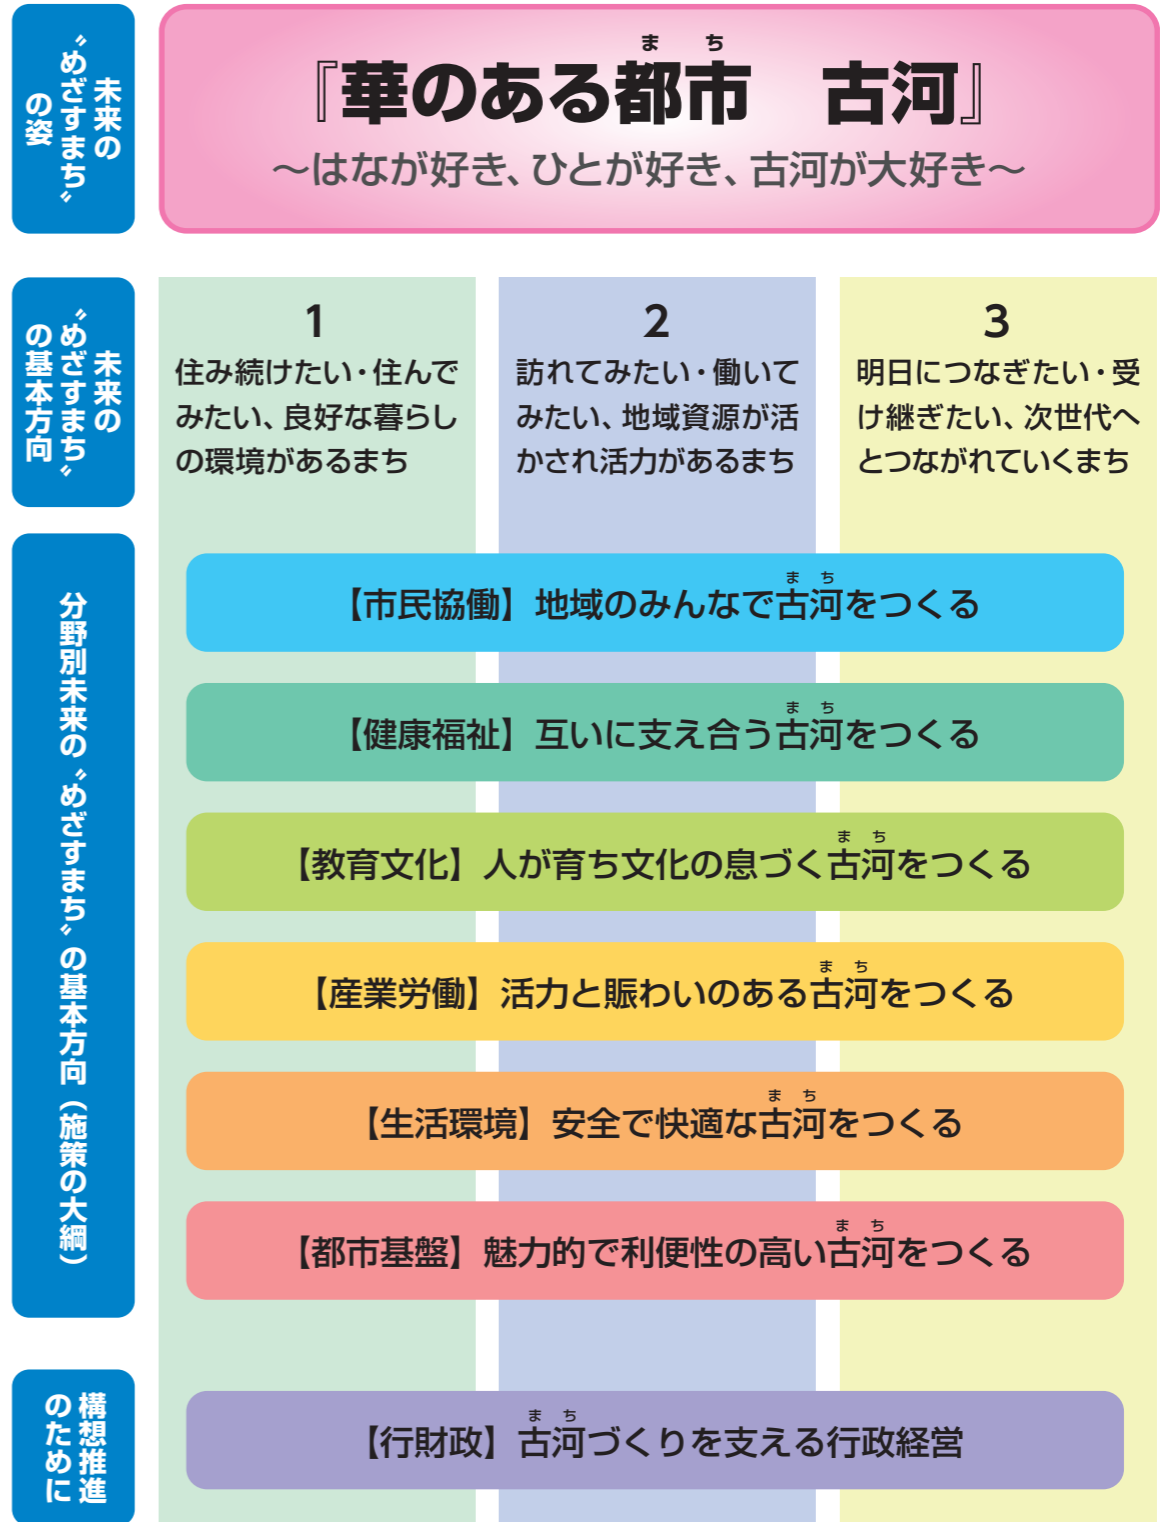 未来の
〝めざすまち〟
の姿
まち
『華のある都市　古河』
～はなが好き、ひとが好き、古河が大好き～
未来の
〝めざすまち〟
の基本方向
1
住み続けたい・住んで
みたい、良好な暮らし
の環境があるまち
2
訪れてみたい・働いて
みたい、地域資源が活
かされ活力があるまち
3
明日につなぎたい・受
け継ぎたい、次世代へ
とつながれていくまち
分野別未来の〝めざすまち〟の基本方向（施策の大綱）
まち
【市民協働】地域のみんなで古河をつくる
まち
【健康福祉】互いに支え合う古河をつくる
まち
【教育文化】人が育ち文化の息づく古河をつくる
まち
【産業労働】活力と賑わいのある古河をつくる
まち
【生活環境】安全で快適な古河をつくる
まち
【都市基盤】魅力的で利便性の高い古河をつくる
構想推進
のために
まち
【行財政】古河づくりを支える行政経営